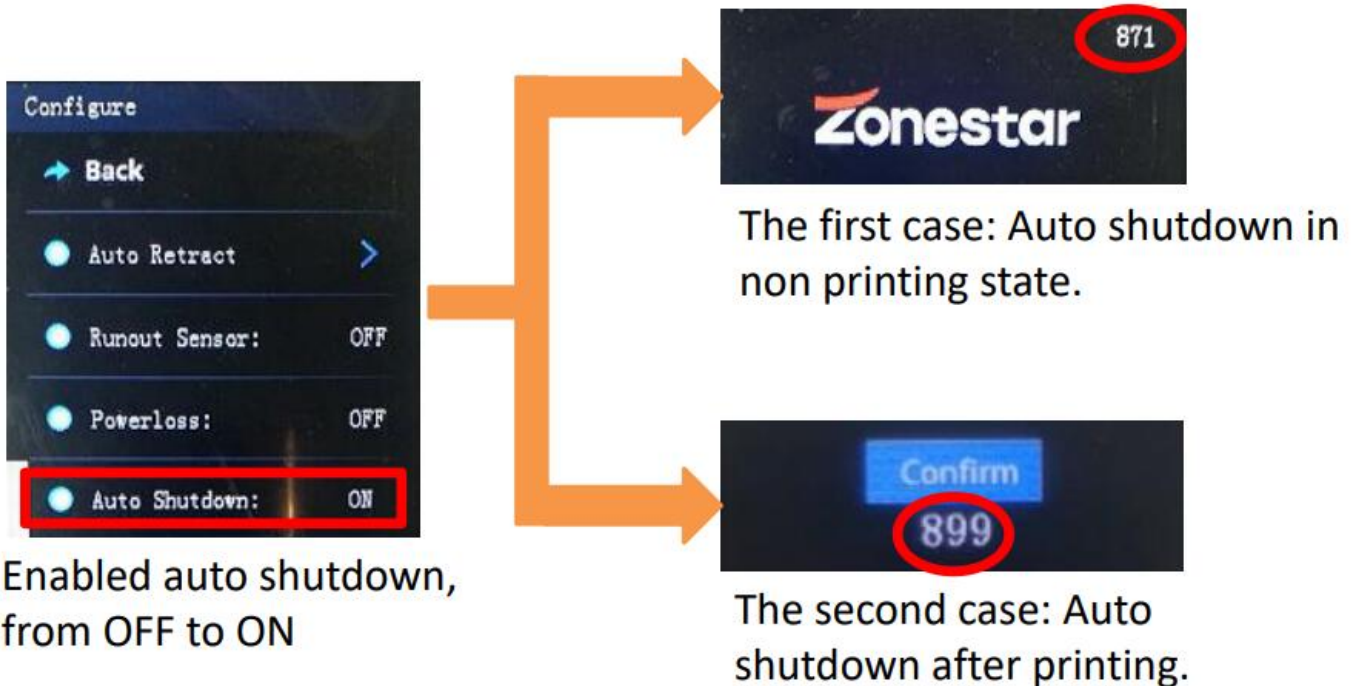 Configure
Back
Auto Retract
Runout Sensor: OFF
Powerloss: OFF
Auto Shutdown: ON
Enabled auto shutdown,
from OFF to ON
871
Zonestar
The first case: Auto shutdown in
non printing state.
Confirm
899
The second case: Auto
shutdown after printing.